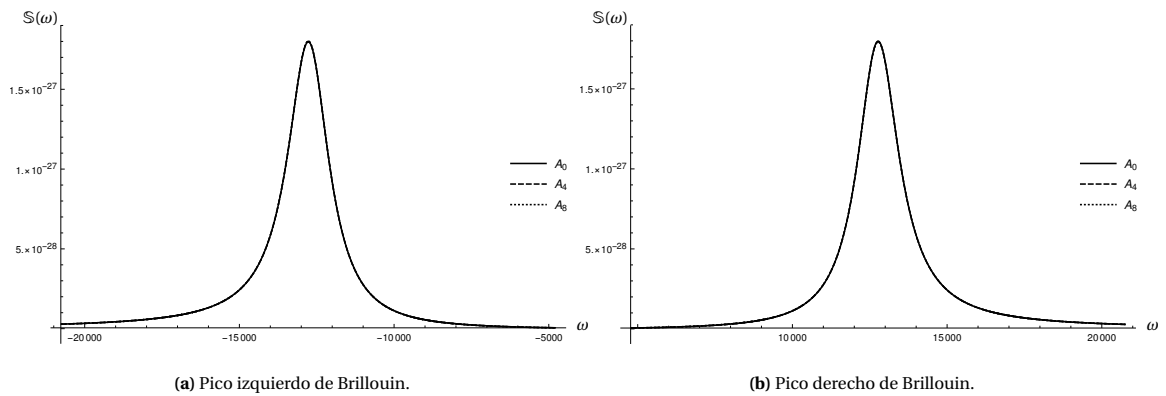 𝕊(ω)
1.5×10⁻²⁷
1.×10⁻²⁷
5.×10⁻²⁸
-20000 -15000 -10000 -5000
ω
A₀
A₄
A₈
(a) Pico izquierdo de Brillouin.
𝕊(ω)
1.5×10⁻²⁷
1.×10⁻²⁷
5.×10⁻²⁸
10000 15000 20000
ω
A₀
A₄
A₈
(b) Pico derecho de Brillouin.